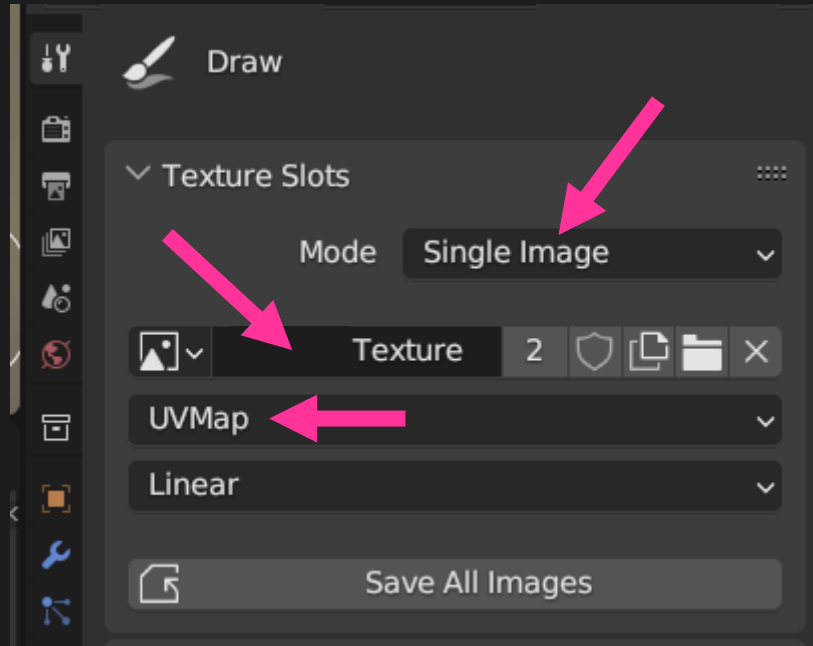 Draw
Texture Slots
Mode Single Image
Texture 2
UVMap
Linear
Save All Images